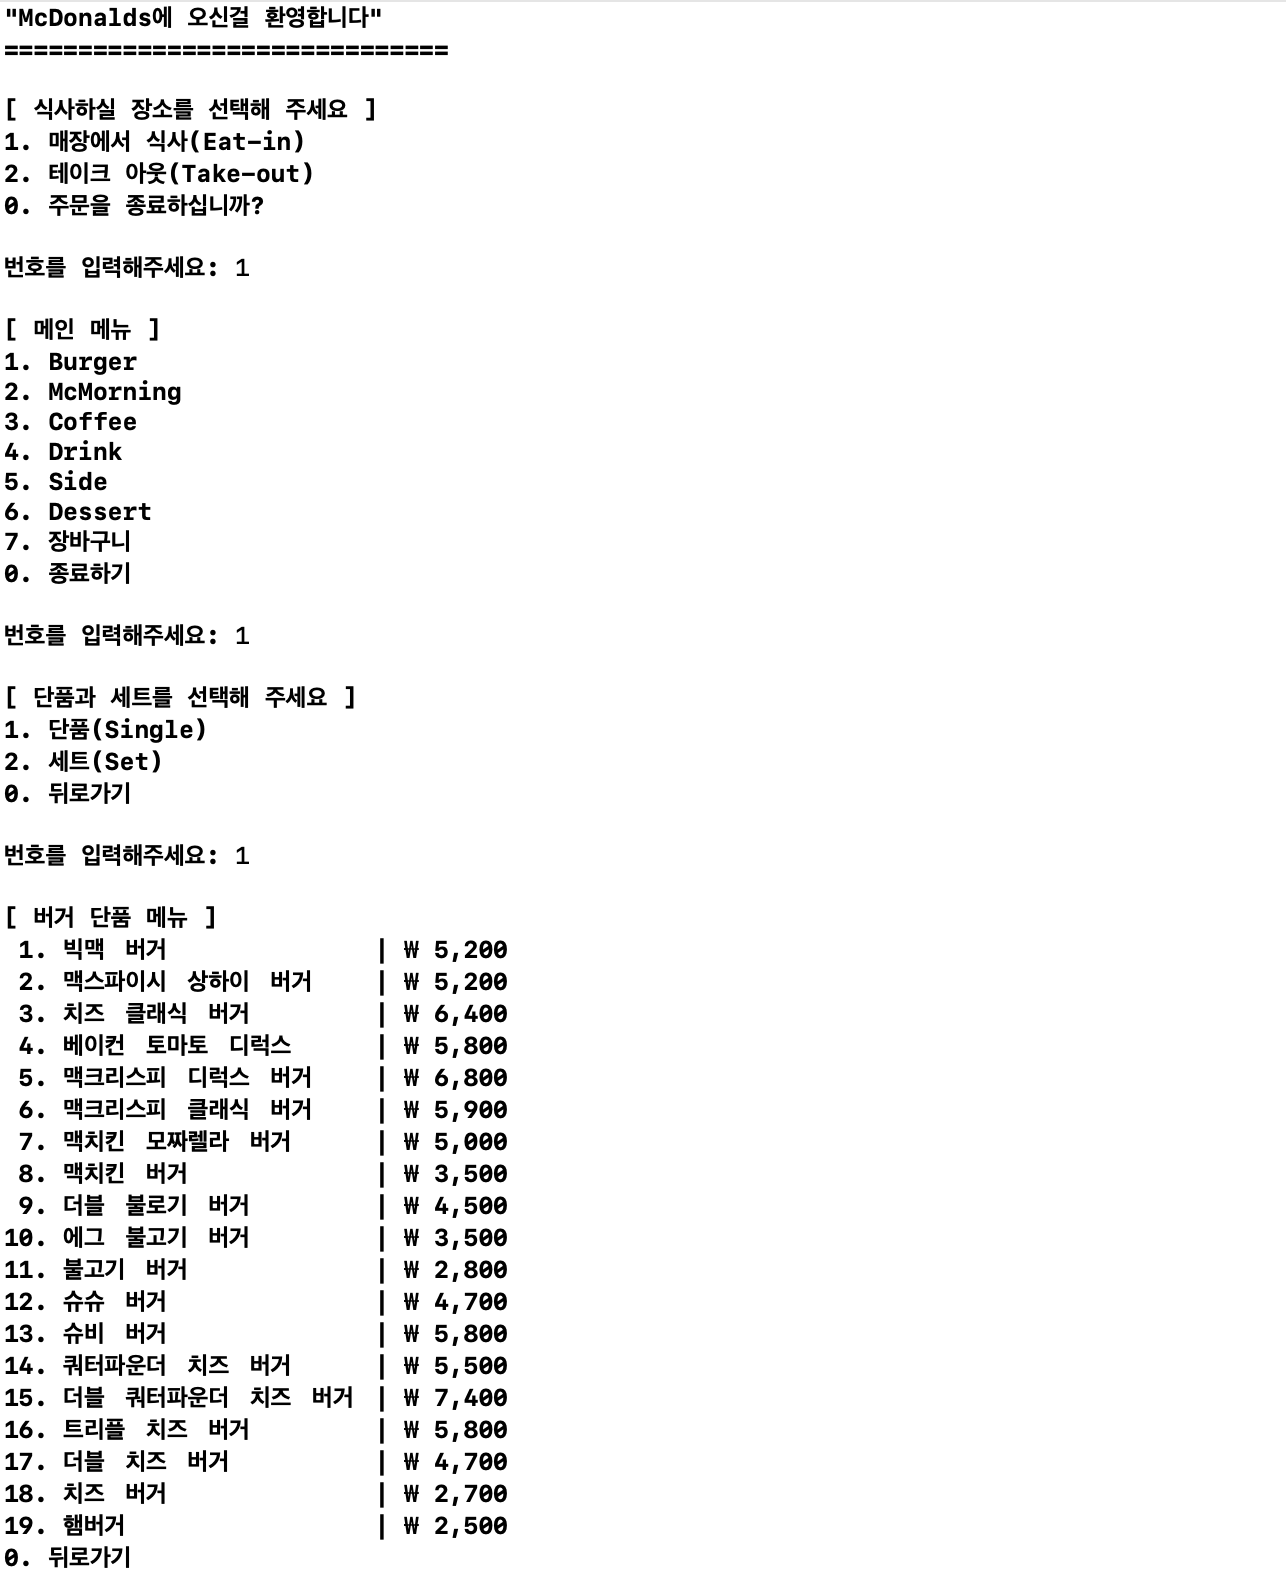 "McDonalds에 오신걸 환영합니다"
==============================
[ 식사하실 장소를 선택해 주세요 ]
1. 매장에서 식사(Eat-in)
2. 테이크 아웃(Take-out)
0. 주문을 종료하십니까?
번호를 입력해주세요: 1
[ 메인 메뉴 ]
1. Burger
2. McMorning
3. Coffee
4. Drink
5. Side
6. Dessert
7. 장바구니
0. 종료하기
번호를 입력해주세요: 1
[ 단품과 세트를 선택해 주세요 ]
1. 단품(Single)
2. 세트(Set)
0. 뒤로가기
번호를 입력해주세요: 1
[ 버거 단품 메뉴 ]
1. 빅맥 버거 | ₩ 5,200
2. 맥스파이시 상하이 버거 | ₩ 5,200
3. 치즈 클래식 버거 | ₩ 6,400
4. 베이컨 토마토 디럭스 | ₩ 5,800
5. 맥크리스피 디럭스 버거 | ₩ 6,800
6. 맥크리스피 클래식 버거 | ₩ 5,900
7. 맥치킨 모짜렐라 버거 | ₩ 5,000
8. 맥치킨 버거 | ₩ 3,500
9. 더블 불로기 버거 | ₩ 4,500
10. 에그 불고기 버거 | ₩ 3,500
11. 불고기 버거 | ₩ 2,800
12. 슈슈 버거 | ₩ 4,700
13. 슈비 버거 | ₩ 5,800
14. 쿼터파운더 치즈 버거 | ₩ 5,500
15. 더블 쿼터파운더 치즈 버거 | ₩ 7,400
16. 트리플 치즈 버거 | ₩ 5,800
17. 더블 치즈 버거 | ₩ 4,700
18. 치즈 버거 | ₩ 2,700
19. 햄버거 | ₩ 2,500
0. 뒤로가기